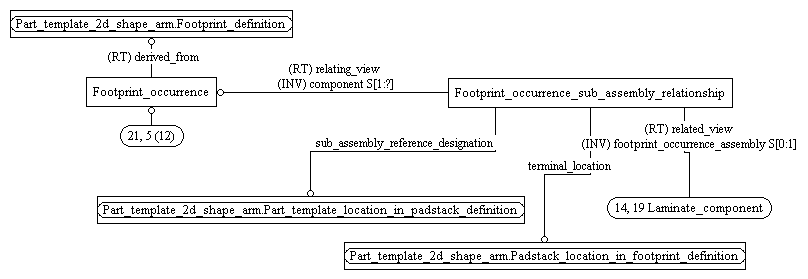 Part_template_2d_shape_arm.Footprint_definition
(RT) derived_from
(RT) relating_view
(INV) component S[1:?]
Footprint_occurrence
Footprint_occurrence_sub_assembly_relationship
21, 5 (12)
sub_assembly_reference_designation
(RT) related_view
(INV) footprint_occurrence_assembly S[0:1]
terminal_location
Part_template_2d_shape_arm.Part_template_location_in_padstack_definition
14, 19 Laminate_component
Part_template_2d_shape_arm.Padstack_location_in_footprint_definition